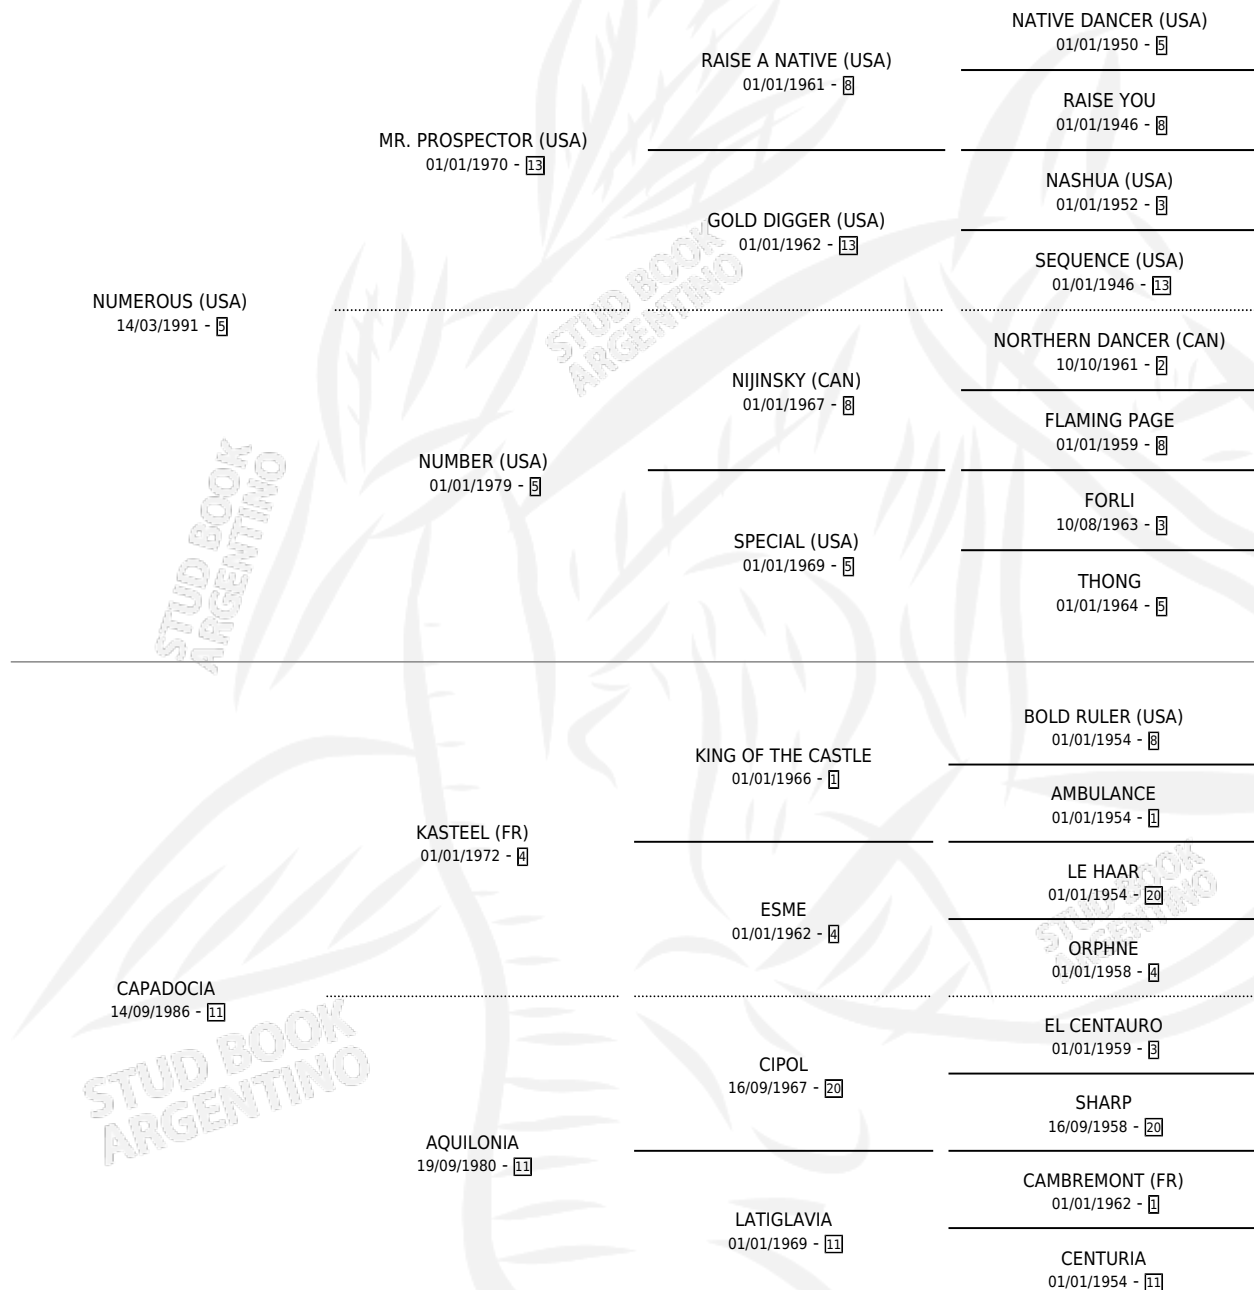 NATIVE DANCER (USA)
01/01/1950 - 5
RAISE A NATIVE (USA)
01/01/1961 - 8
RAISE YOU
01/01/1946 - 8
MR. PROSPECTOR (USA)
01/01/1970 - 13
NASHUA (USA)
01/01/1952 - 3
GOLD DIGGER (USA)
01/01/1962 - 13
SEQUENCE (USA)
01/01/1946 - 13
STUD BOOK
ARGENTINO
NUMEROUS (USA)
14/03/1991 - 5
NORTHERN DANCER (CAN)
10/10/1961 - 2
NIJINSKY (CAN)
01/01/1967 - 8
FLAMING PAGE
01/01/1959 - 8
NUMBER (USA)
01/01/1979 - 5
FORLI
10/08/1963 - 3
SPECIAL (USA)
01/01/1969 - 5
THONG
01/01/1964 - 5
STUD BOOK
ARGENTINO
BOLD RULER (USA)
01/01/1954 - 8
KING OF THE CASTLE
01/01/1966 - 1
AMBULANCE
01/01/1954 - 1
KASTEEL (FR)
01/01/1972 - 4
LE HAAR
01/01/1954 - 20
ESME
01/01/1962 - 4
ORPHNE
01/01/1958 - 4
STUD BOOK
ARGENTINO
CAPADOCIA
14/09/1986 - 11
EL CENTAURO
01/01/1959 - 3
CIPOL
16/09/1967 - 20
SHARP
16/09/1958 - 20
STUD BOOK
ARGENTINO
AQUILONIA
19/09/1980 - 11
CAMBREMONT (FR)
01/01/1962 - 1
LATIGLAVIA
01/01/1969 - 11
CENTURIA
01/01/1954 - 11